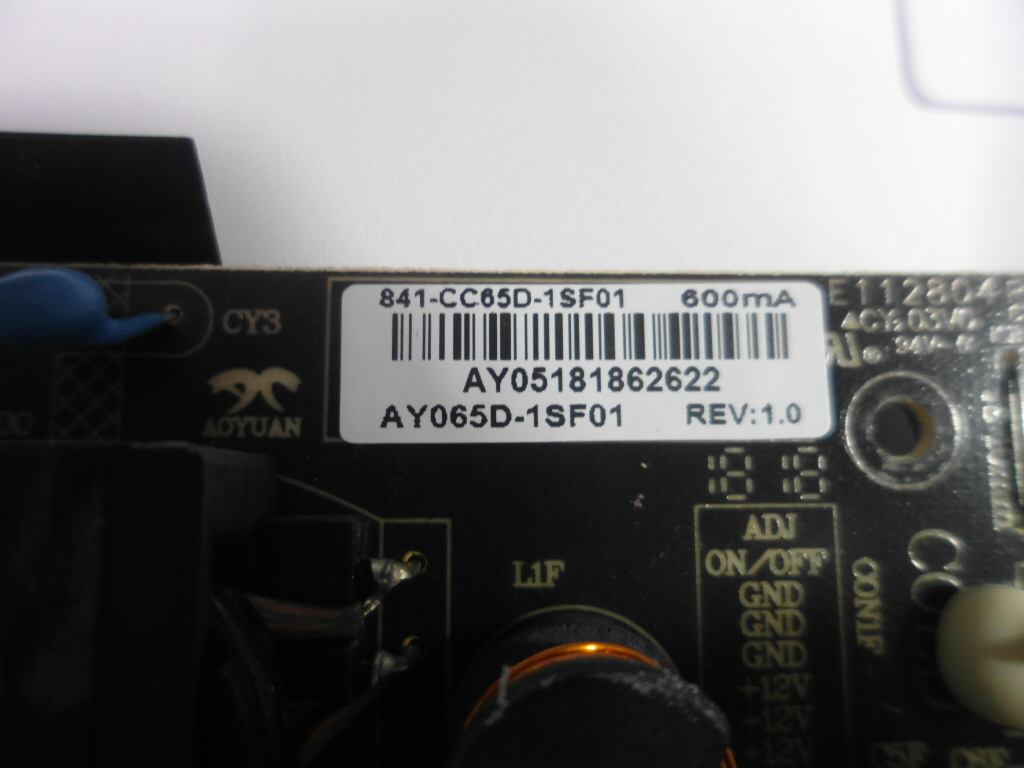 841-CC65D-1SF01 600mA
AY05181862622
AY065D-1SF01 REV:1.0
E112804
CY3
AOYUAN
ADJ
ON/OFF
GND
GND
GND
+12V
+12V
+12V
CON1F
L1F